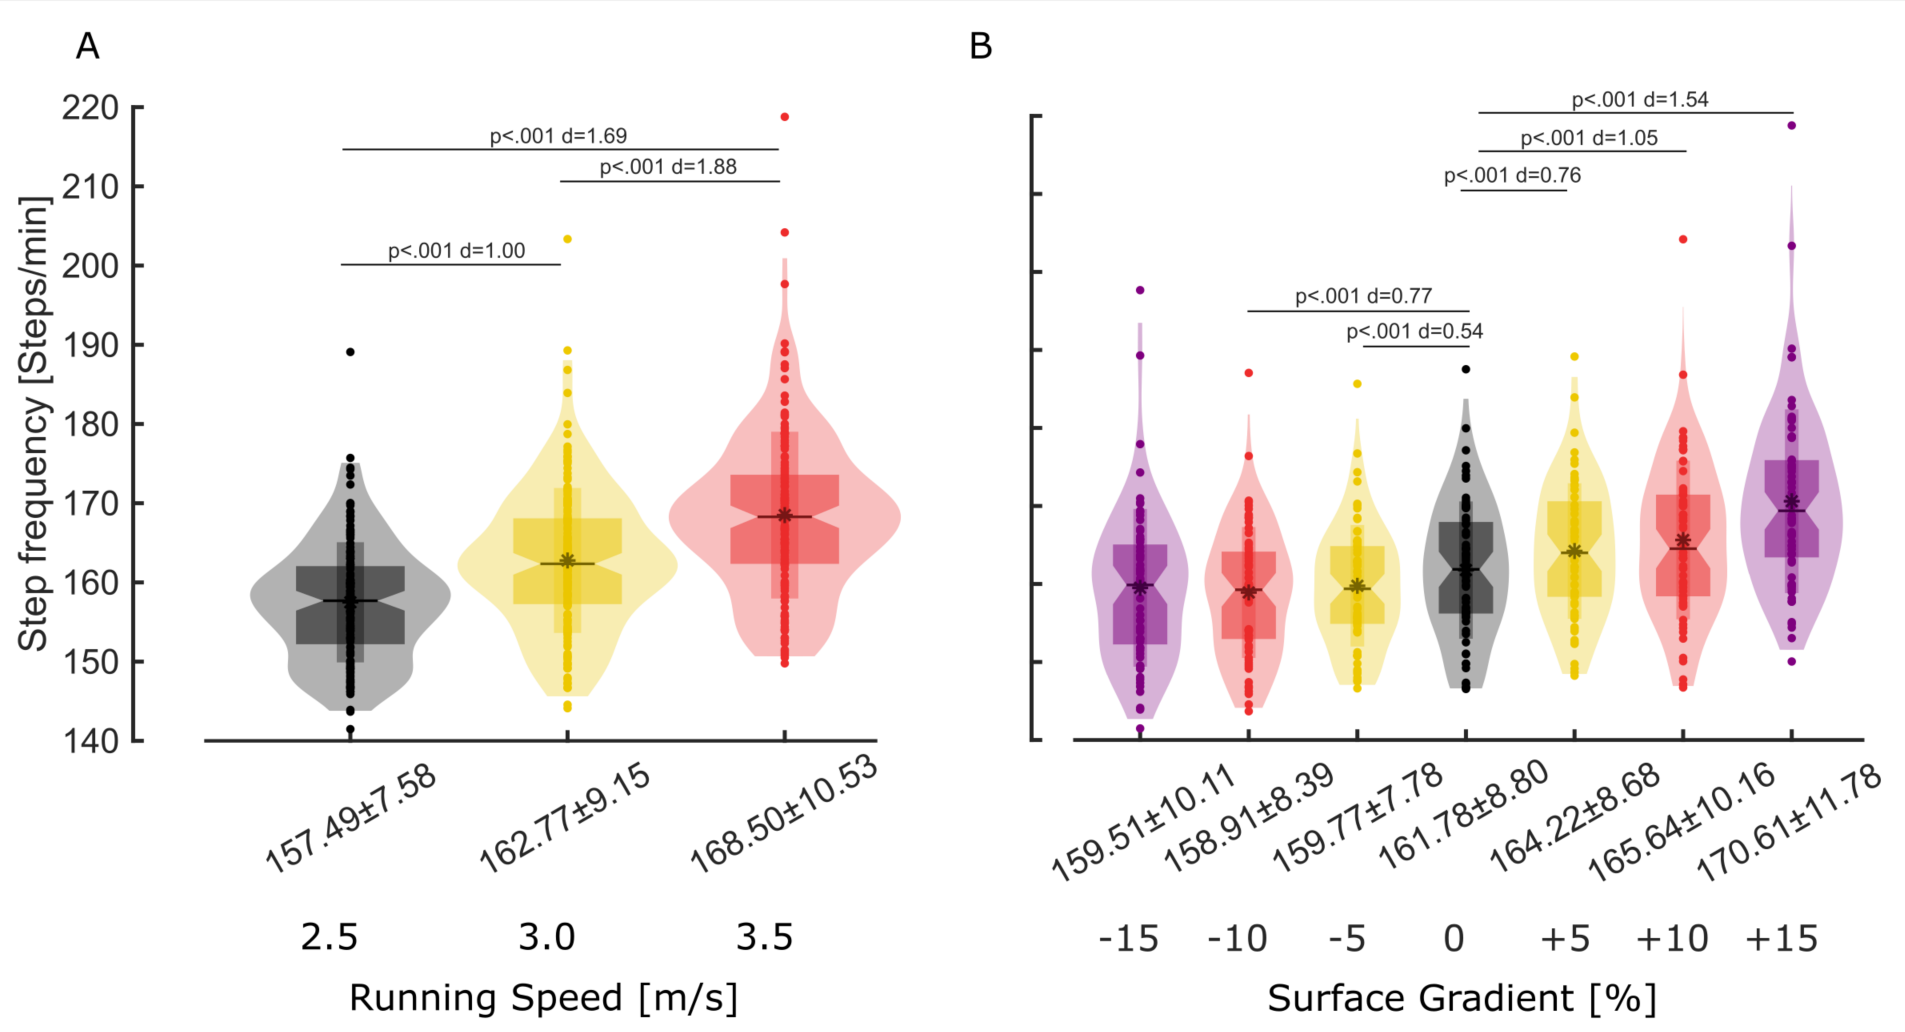 A
B
220
210
200
190
180
170
160
150
140
Step frequency [Steps/min]
p<.001 d=1.69
p<.001 d=1.88
p<.001 d=1.00
157.49±7.58
162.77±9.15
168.50±10.53
2.5
3.0
3.5
Running Speed [m/s]
p<.001 d=1.54
p<.001 d=1.05
p<.001 d=0.76
p<.001 d=0.77
p<.001 d=0.54
159.51±10.11
158.91±8.39
159.77±7.78
161.78±8.80
164.22±8.68
165.64±10.16
170.61±11.78
-15
-10
-5
0
+5
+10
+15
Surface Gradient [%]